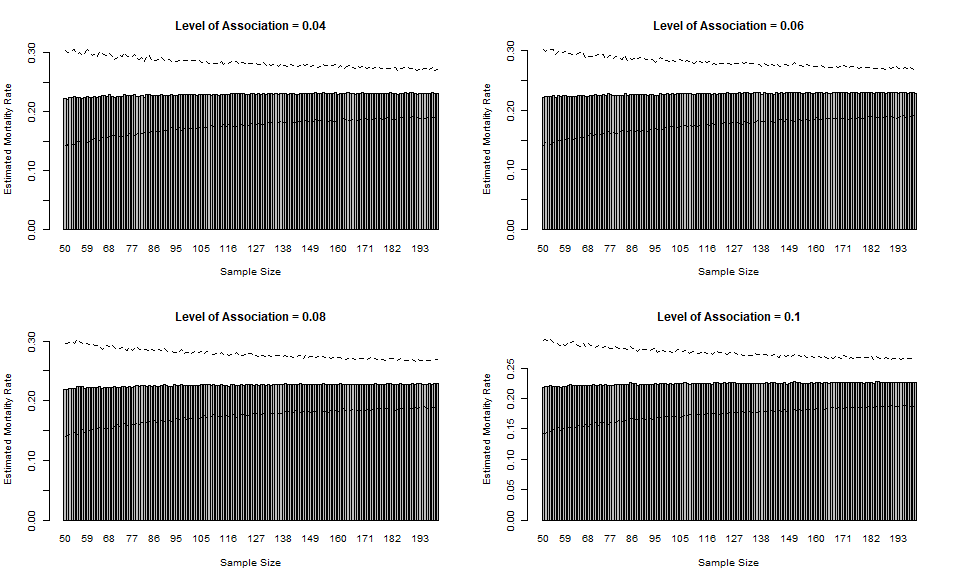 Level of Association = 0.04
Estimated Mortality Rate
0.00 0.10 0.20 0.30
50 59 68 77 86 95 105 116 127 138 149 160 171 182 193
Sample Size
Level of Association = 0.06
Estimated Mortality Rate
0.00 0.10 0.20 0.30
50 59 68 77 86 95 105 116 127 138 149 160 171 182 193
Sample Size
Level of Association = 0.08
Estimated Mortality Rate
0.00 0.10 0.20 0.30
50 59 68 77 86 95 105 116 127 138 149 160 171 182 193
Sample Size
Level of Association = 0.1
Estimated Mortality Rate
0.00 0.05 0.10 0.15 0.20 0.25
50 59 68 77 86 95 105 116 127 138 149 160 171 182 193
Sample Size